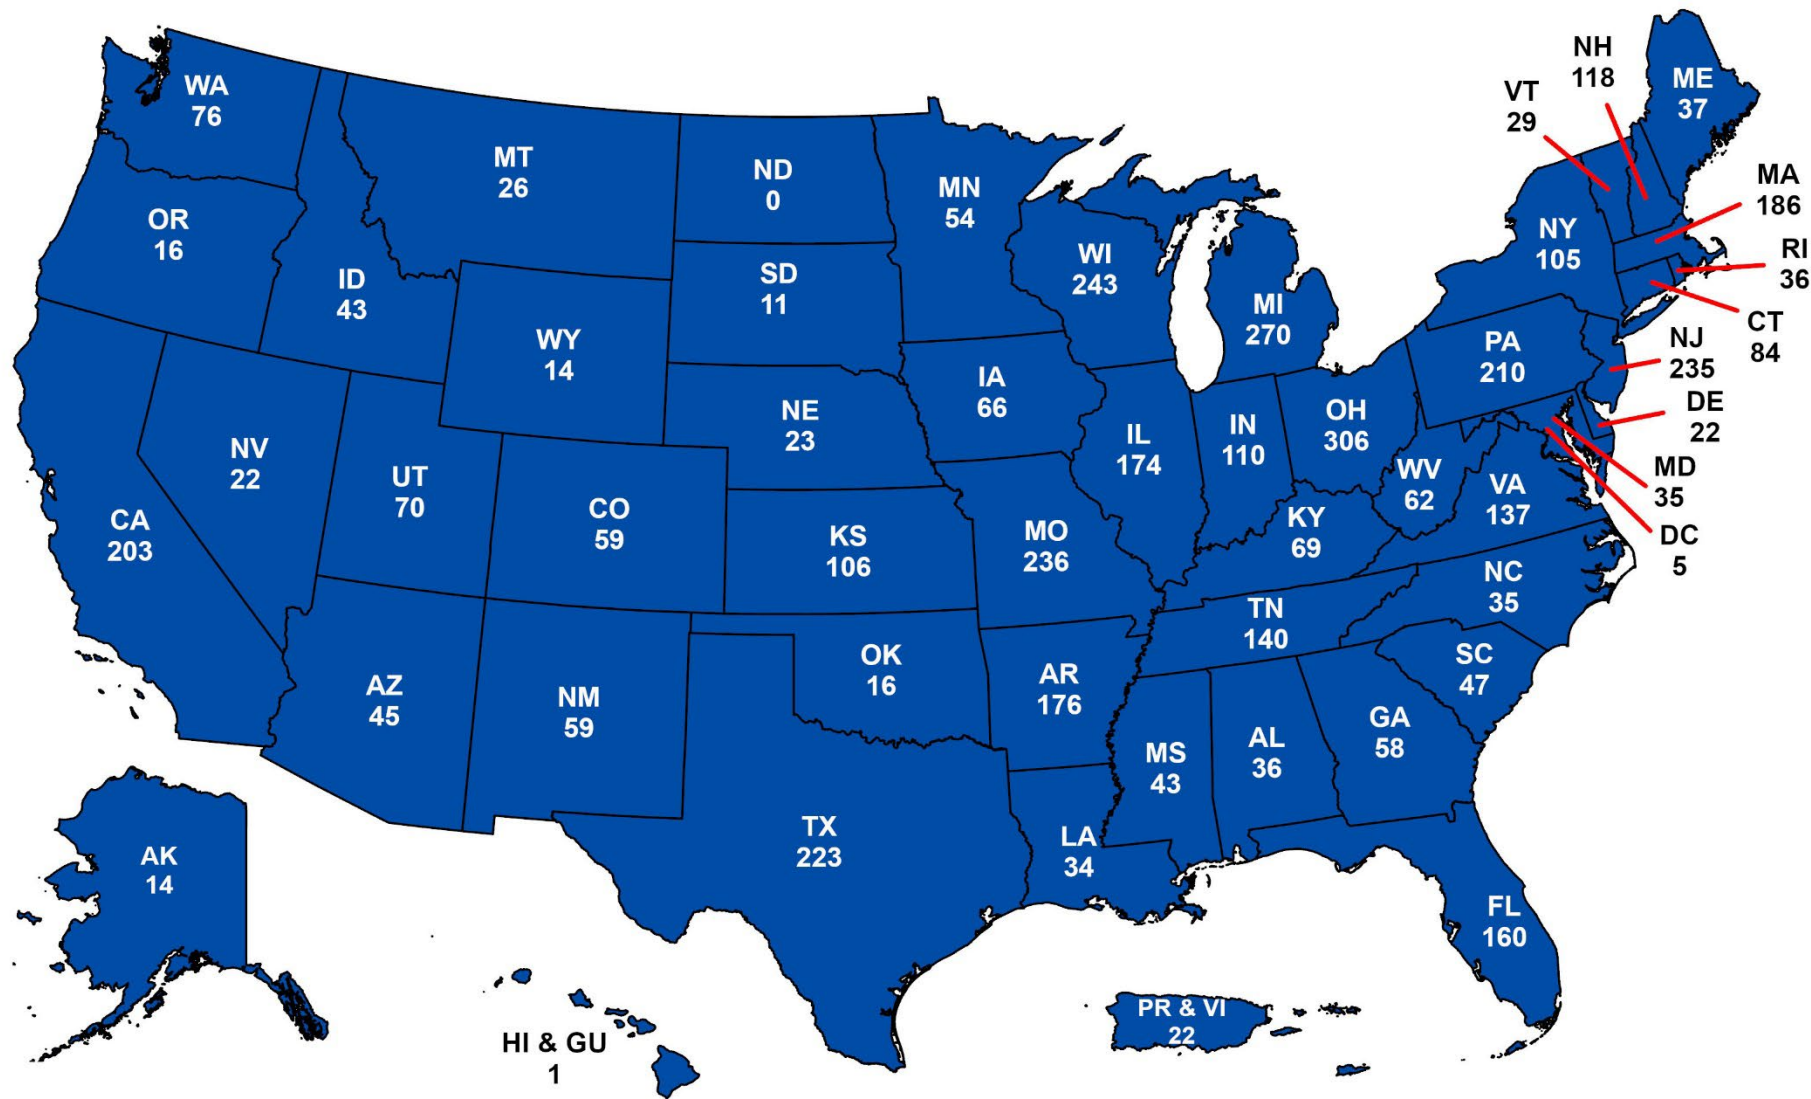 WA
76
OR
16
CA
203
NV
22
ID
43
MT
26
WY
14
UT
70
CO
59
AZ
45
NM
59
ND
0
SD
11
NE
23
KS
106
OK
16
TX
223
MN
54
IA
66
MO
236
AR
176
LA
34
WI
243
IL
174
MI
270
IN
110
OH
306
KY
69
TN
140
MS
43
AL
36
GA
58
FL
160
SC
47
NC
35
VA
137
WV
62
PA
210
NY
105
VT
29
NH
118
ME
37
MA
186
RI
36
CT
84
NJ
235
DE
22
MD
35
DC
5
AK
14
HI & GU
1
PR & VI
22